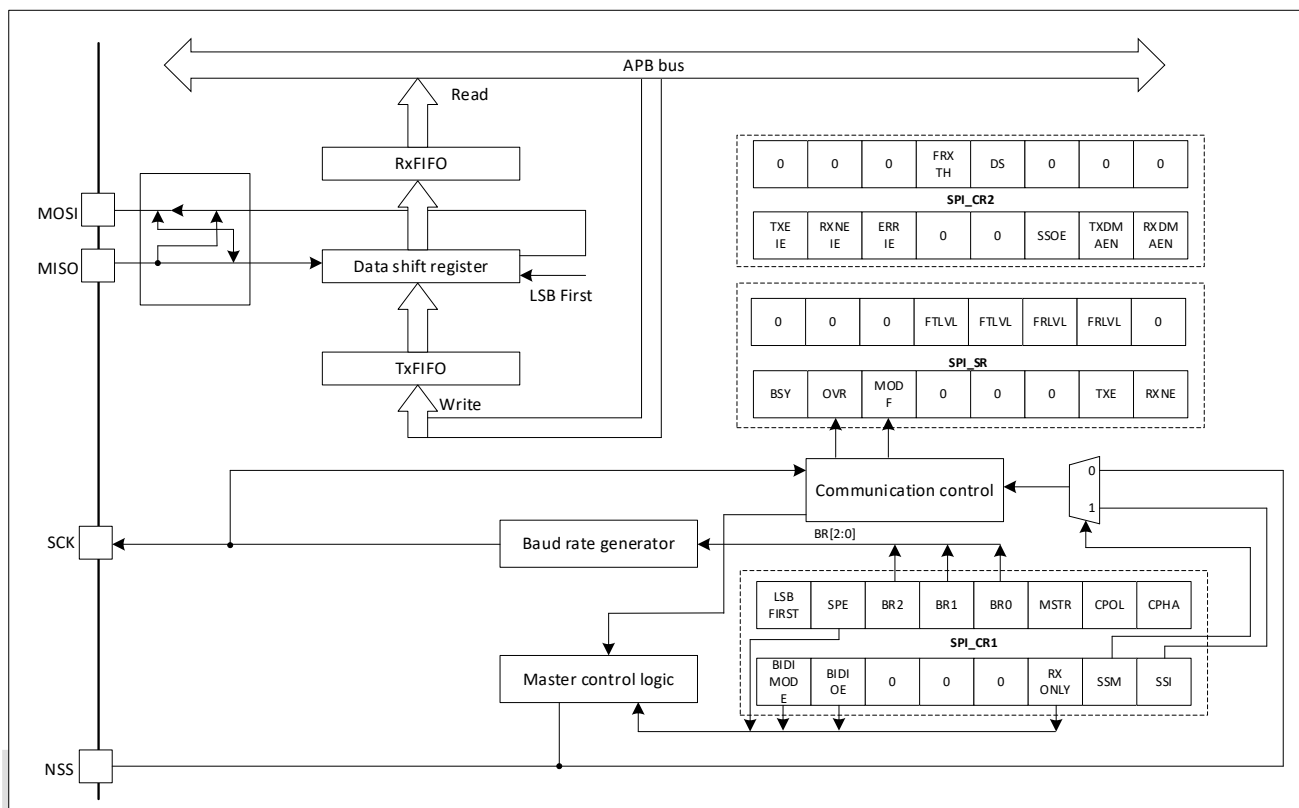 APB bus
Read
RxFIFO
MOSI
MISO
Data shift register
LSB First
TxFIFO
Write
0 0 0 FRX TH DS 0 0 0
SPI_CR2
TXE IE RXNE IE ERR IE 0 0 SSOE TXDM AEN RXDM AEN
0 0 0 FTLVL FTLVL FRLVL FRLVL 0
SPI_SR
BSY OVR MOD F 0 0 0 TXE RXNE
Communication control
0
1
SCK
Baud rate generator
BR[2:0]
LSB FIRST SPE BR2 BR1 BR0 MSTR CPOL CPHA
SPI_CR1
Master control logic
BIDI MOD E BIDI OE 0 0 0 RX ONLY SSM SSI
NSS